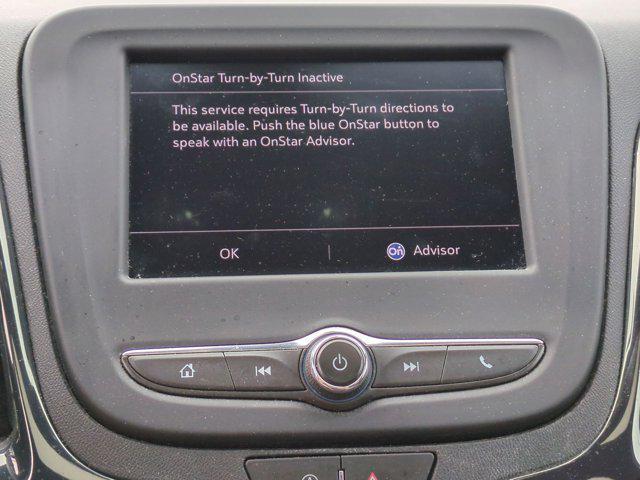 OnStar Turn-by-Turn Inactive
This service requires Turn-by-Turn directions to
be available. Push the blue OnStar button to
speak with an OnStar Advisor.
OK | On Advisor